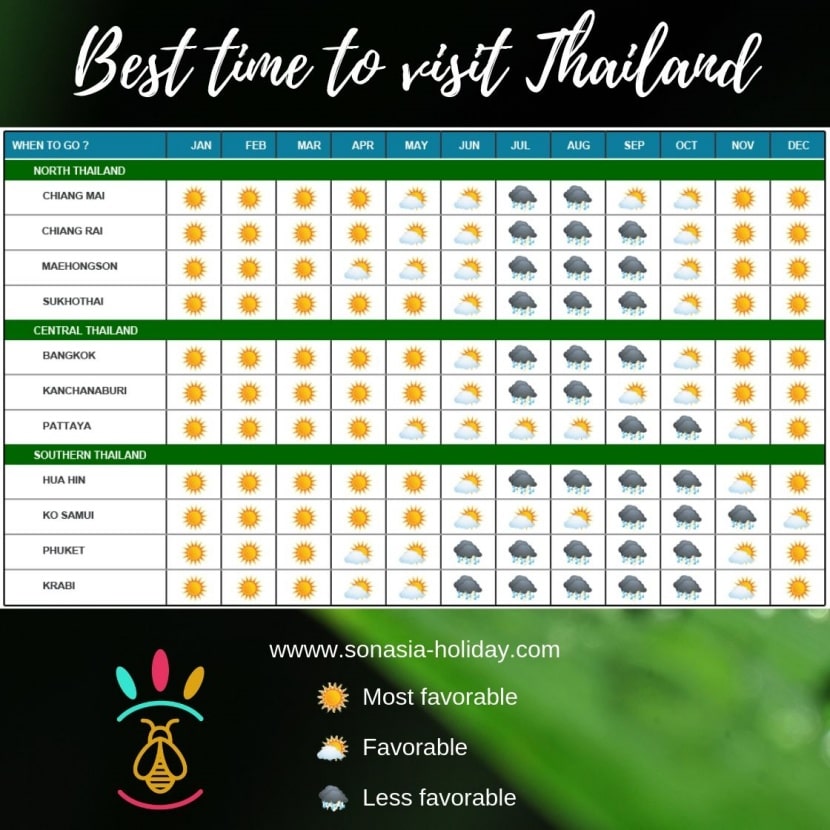 Best time to visit Thailand
WHEN TO GO ? JAN FEB MAR APR MAY JUN JUL AUG SEP OCT NOV DEC
NORTH THAILAND
CHIANG MAI
CHIANG RAI
MAEHONGSON
SUKHOTHAI
CENTRAL THAILAND
BANGKOK
KANCHANABURI
PATTAYA
SOUTHERN THAILAND
HUA HIN
KO SAMUI
PHUKET
KRABI
wwww.sonasia-holiday.com
Most favorable
Favorable
Less favorable